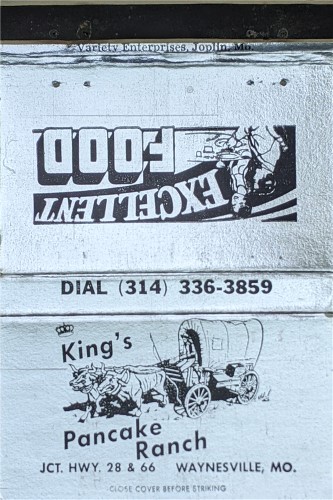 Variety Enterprises, Joplin, Mo.
EXCELLENT
FOOD
DIAL (314) 336-3859
King's
Pancake
Ranch
JCT. HWY. 28 & 66 WAYNESVILLE, MO.
CLOSE COVER BEFORE STRIKING